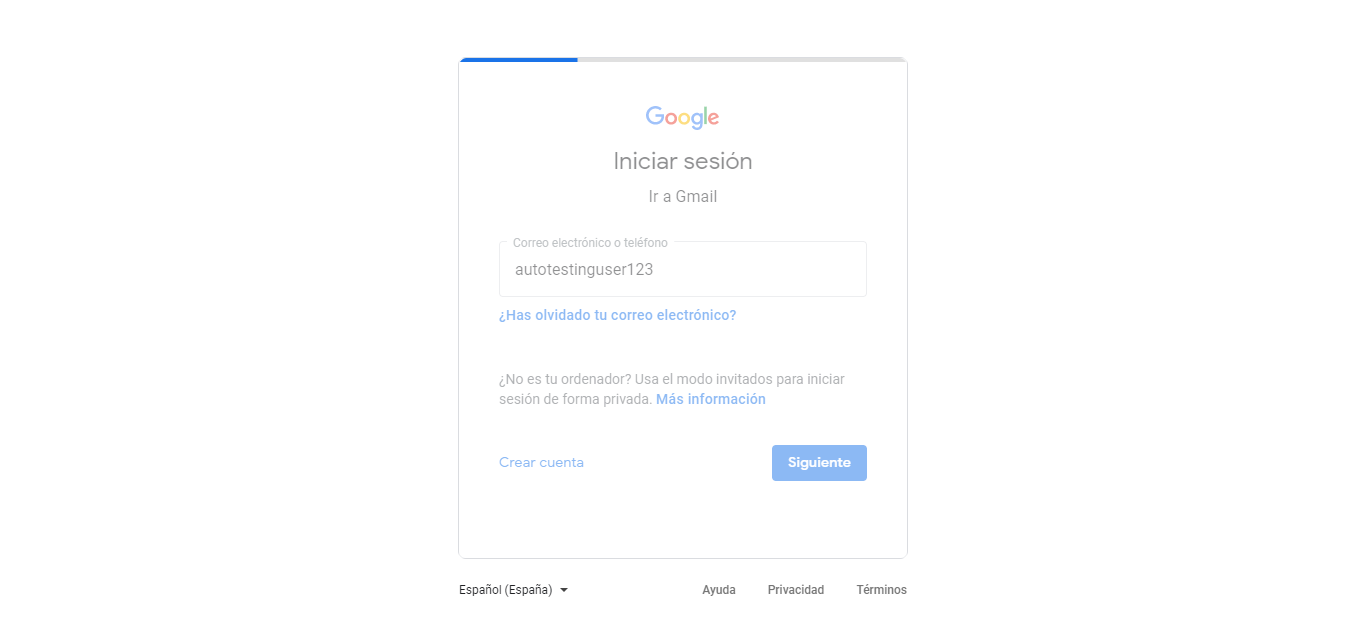 Google
Iniciar sesión
Ir a Gmail
Correo electrónico o teléfono
autotestinguser123
¿Has olvidado tu correo electrónico?
¿No es tu ordenador? Usa el modo invitados para iniciar
sesión de forma privada. Más información
Crear cuenta Siguiente
Español (España) Ayuda Privacidad Términos